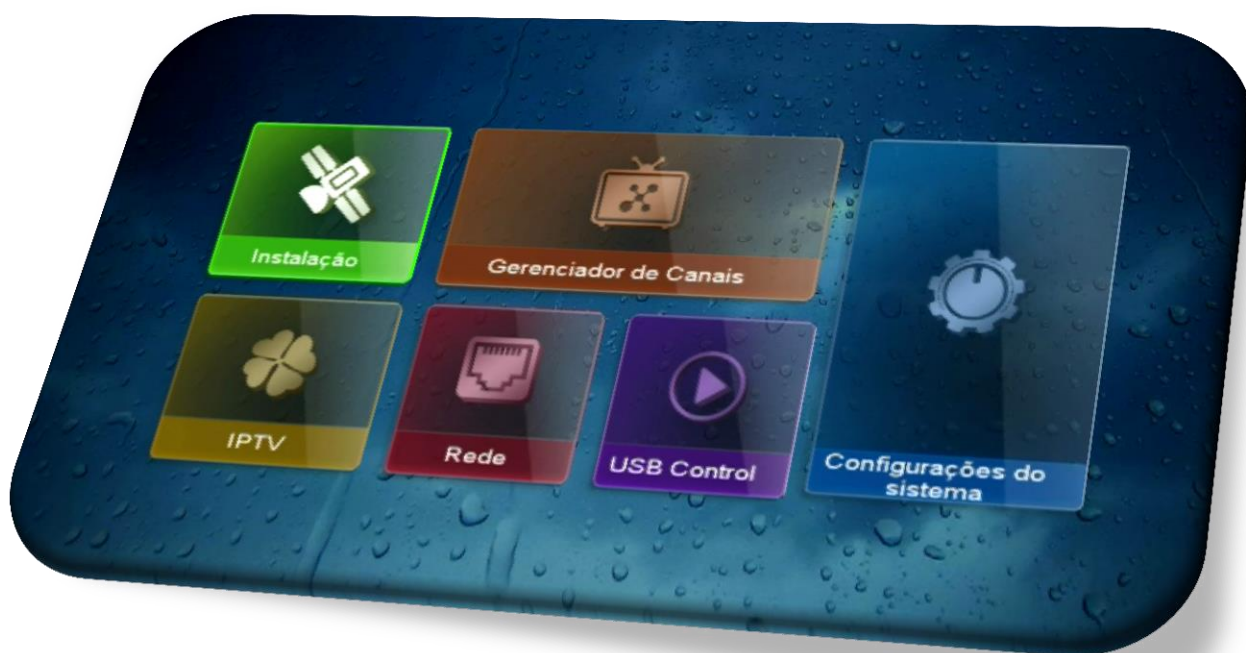 Instalação
Gerenciador de Canais
IPTV
Rede
USB Control
Configurações do
sistema